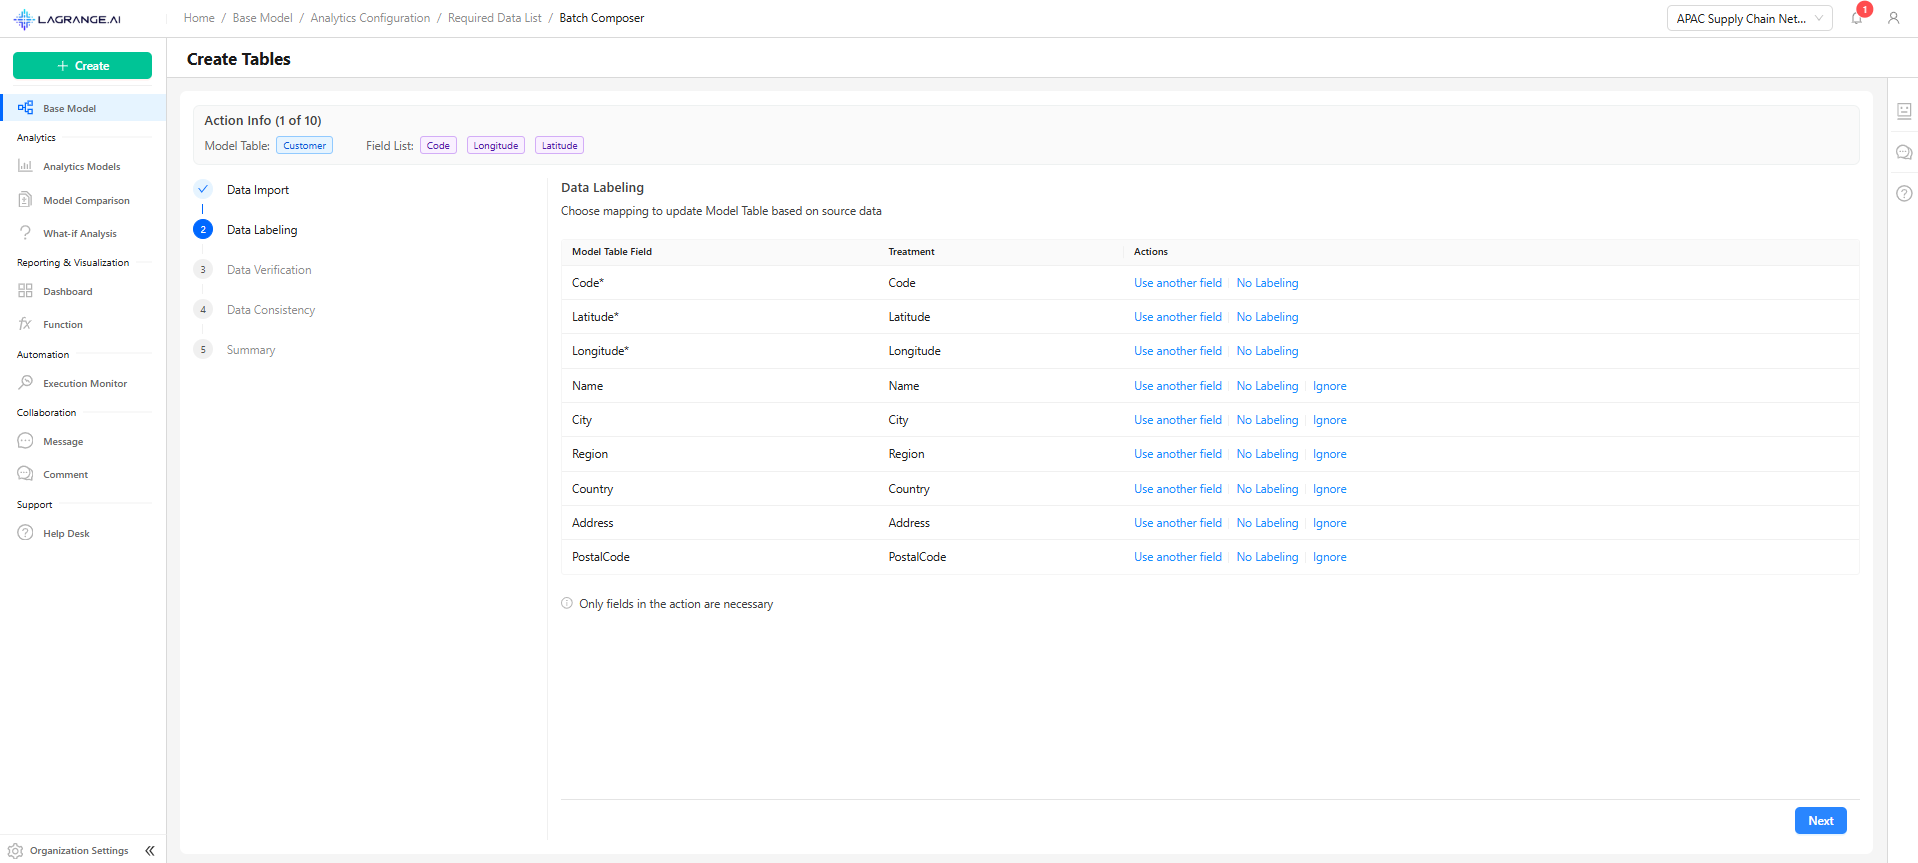 LAGRANGE.AI
Home / Base Model / Analytics Configuration / Required Data List / Batch Composer
APAC Supply Chain Net...
1
+ Create
Base Model
Analytics
Analytics Models
Model Comparison
What-if Analysis
Reporting & Visualization
Dashboard
Function
Automation
Execution Monitor
Collaboration
Message
Comment
Support
Help Desk
Organization Settings
Create Tables
Action Info (1 of 10)
Model Table: Customer Field List: Code Longitude Latitude
Data Import
2 Data Labeling
3 Data Verification
4 Data Consistency
5 Summary
Data Labeling
Choose mapping to update Model Table based on source data
Model Table Field Treatment Actions
Code* Code Use another field No Labeling
Latitude* Latitude Use another field No Labeling
Longitude* Longitude Use another field No Labeling
Name Name Use another field No Labeling Ignore
City City Use another field No Labeling Ignore
Region Region Use another field No Labeling Ignore
Country Country Use another field No Labeling Ignore
Address Address Use another field No Labeling Ignore
PostalCode PostalCode Use another field No Labeling Ignore
Only fields in the action are necessary
Next